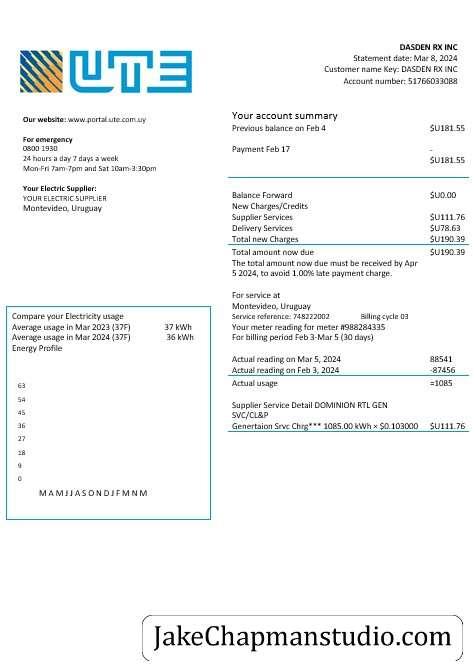 UTE
DASDEN RX INC
Statement date: Mar 8, 2024
Customer name Key: DASDEN RX INC
Account number: 51766033088
Our website: www.portal.ute.com.uy
For emergency
0800 1930
24 hours a day 7 days a week
Mon-Fri 7am-7pm and Sat 10am-3:30pm
Your Electric Supplier:
YOUR ELECTRIC SUPPLIER
Montevideo, Uruguay
Your account summary
Previous balance on Feb 4 $U181.55
Payment Feb 17 -
$U181.55
Balance Forward $U0.00
New Charges/Credits
Supplier Services $U111.76
Delivery Services $U78.63
Total new Charges $U190.39
Total amount now due $U190.39
The total amount now due must be received by Apr
5 2024, to avoid 1.00% late payment charge.
For service at
Montevideo, Uruguay
Service reference: 748222002 Billing cycle 03
Your meter reading for meter #988284335
For billing period Feb 3-Mar 5 (30 days)
Actual reading on Mar 5, 2024 88541
Actual reading on Feb 3, 2024 -87456
Actual usage =1085
Supplier Service Detail DOMINION RTL GEN
SVC/CL&P
Genertaion Srvc Chrg*** 1085.00 kWh × $0.103000 $U111.76
Compare your Electricity usage
Average usage in Mar 2023 (37F) 37 kWh
Average usage in Mar 2024 (37F) 36 kWh
Energy Profile
63
54
45
36
27
18
9
0
M A M J J A S O N D J F M N M
JakeChapmanstudio.com